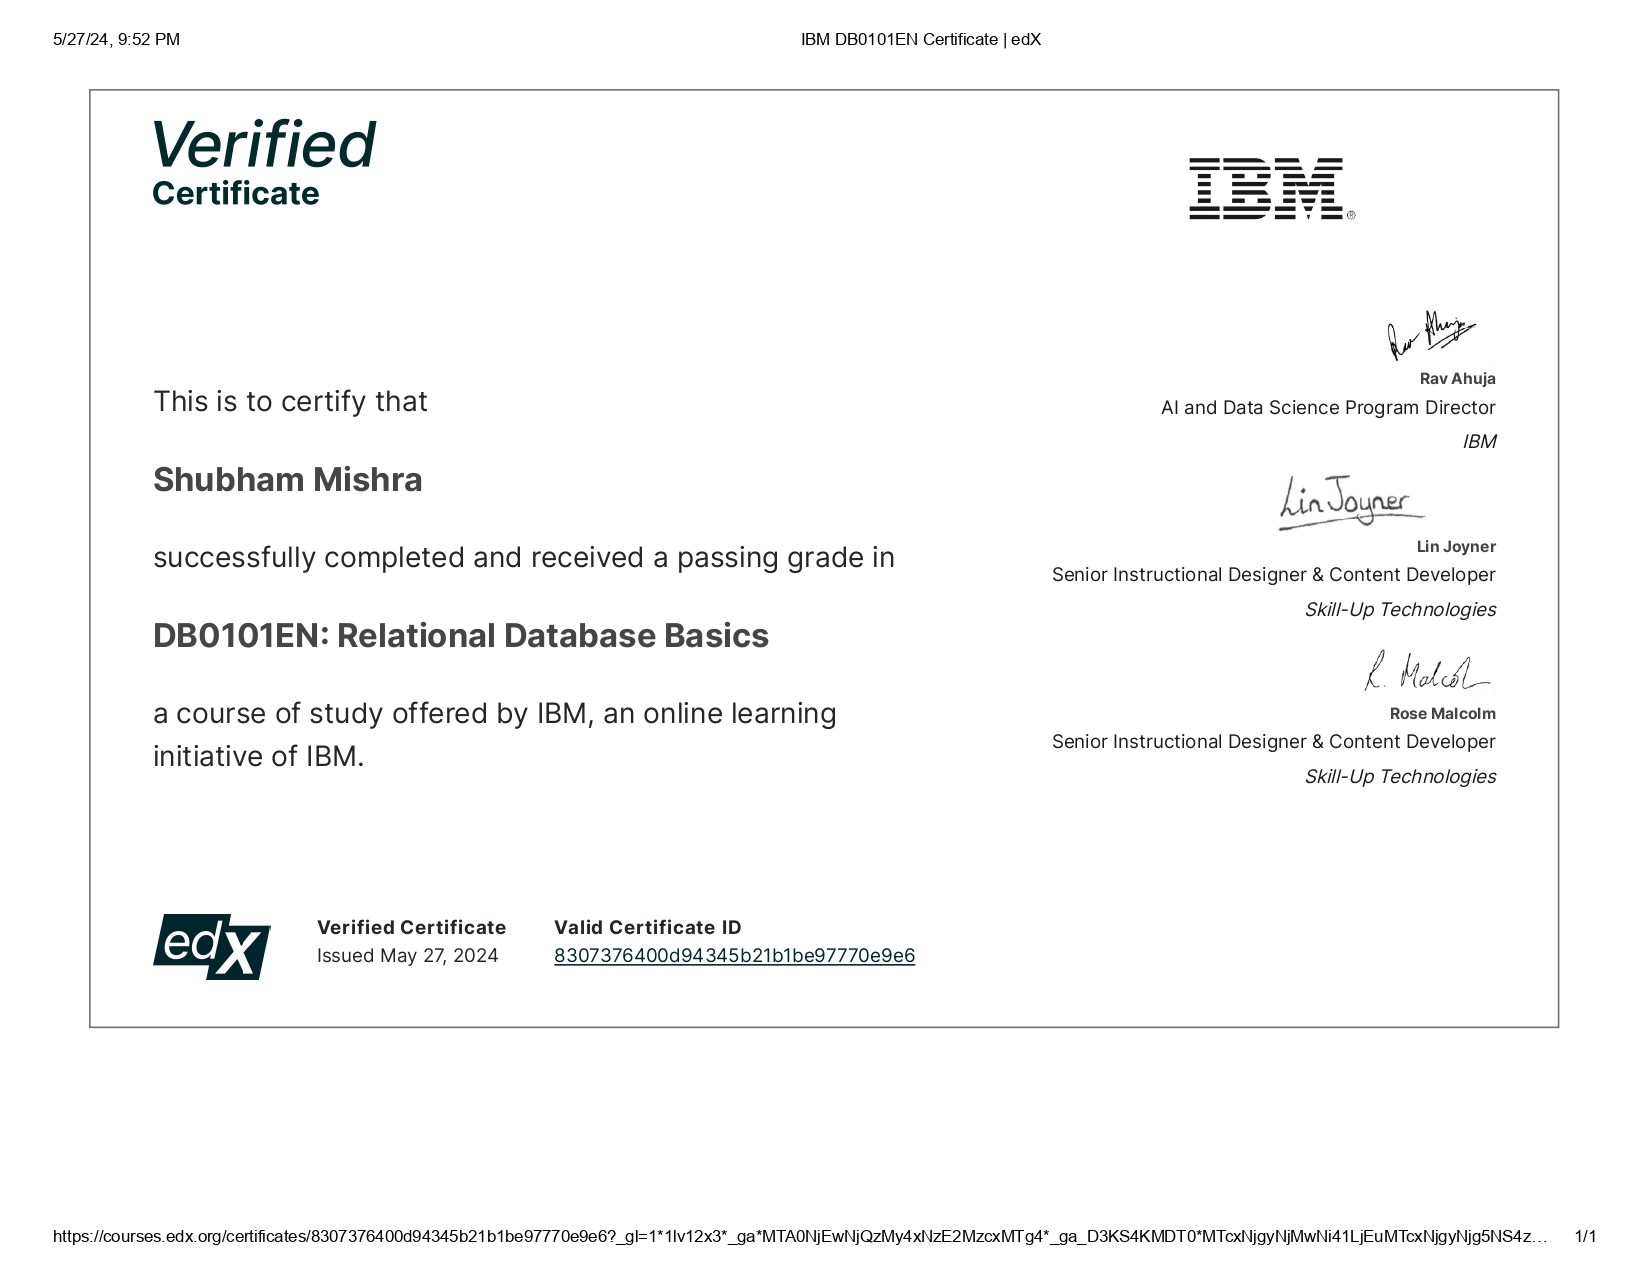 5/27/24, 9:52 PM
IBM DB0101EN Certificate | edX
Verified
Certificate
IBM®
This is to certify that
Shubham Mishra
successfully completed and received a passing grade in
DB0101EN: Relational Database Basics
a course of study offered by IBM, an online learning
initiative of IBM.
Rav Ahuja
Rav Ahuja
AI and Data Science Program Director
IBM
Lin Joyner
Lin Joyner
Senior Instructional Designer & Content Developer
Skill-Up Technologies
R. Malcol
Rose Malcolm
Senior Instructional Designer & Content Developer
Skill-Up Technologies
edX
Verified Certificate
Issued May 27, 2024
Valid Certificate ID
8307376400d94345b21b1be97770e9e6
https://courses.edx.org/certificates/8307376400d94345b21b1be97770e9e6?_gl=1*1lv12x3*_ga*MTA0NjEwNjQzMy4xNzE2MzcxMTg4*_ga_D3KS4KMDT0*MTcxNjgyNjMwNi41LjEuMTcxNjgyNjg5NS4z…
1/1